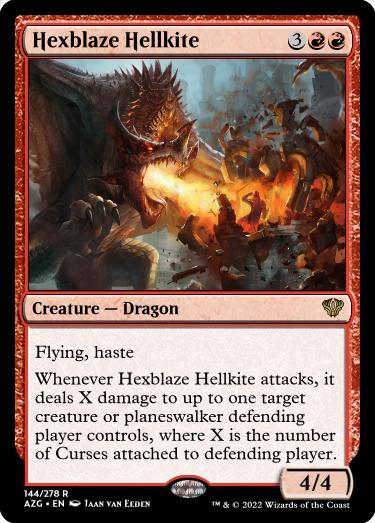 Hexblaze Hellkite 3
Creature — Dragon
Flying, haste
Whenever Hexblaze Hellkite attacks, it
deals X damage to up to one target
creature or planeswalker defending
player controls, where X is the number
of Curses attached to defending player.
4/4
144/278 R
AZG • EN Jaan van Eeden
™ & © 2022 Wizards of the Coast